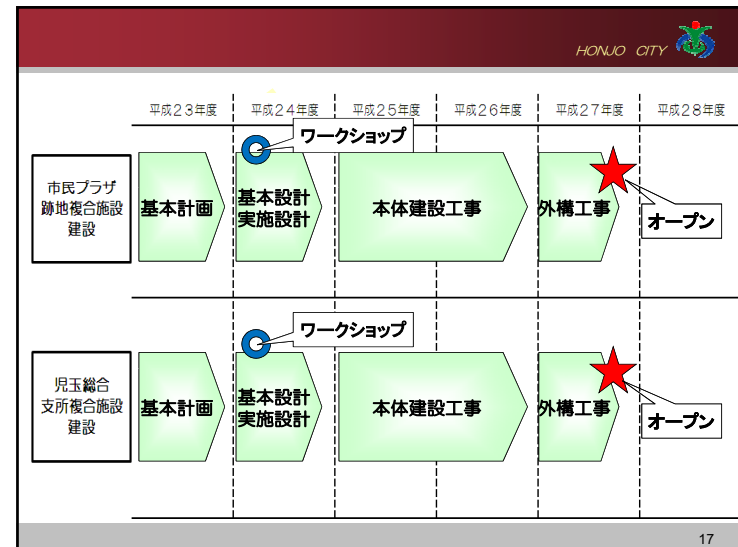 HONJO CITY
平成23年度 平成24年度 平成25年度 平成26年度 平成27年度 平成28年度
ワークショップ
市民プラザ
跡地複合施設
建設
基本計画
基本設計
実施設計
本体建設工事
外構工事
オープン
ワークショップ
児玉総合
支所複合施設
建設
基本計画
基本設計
実施設計
本体建設工事
外構工事
オープン
17